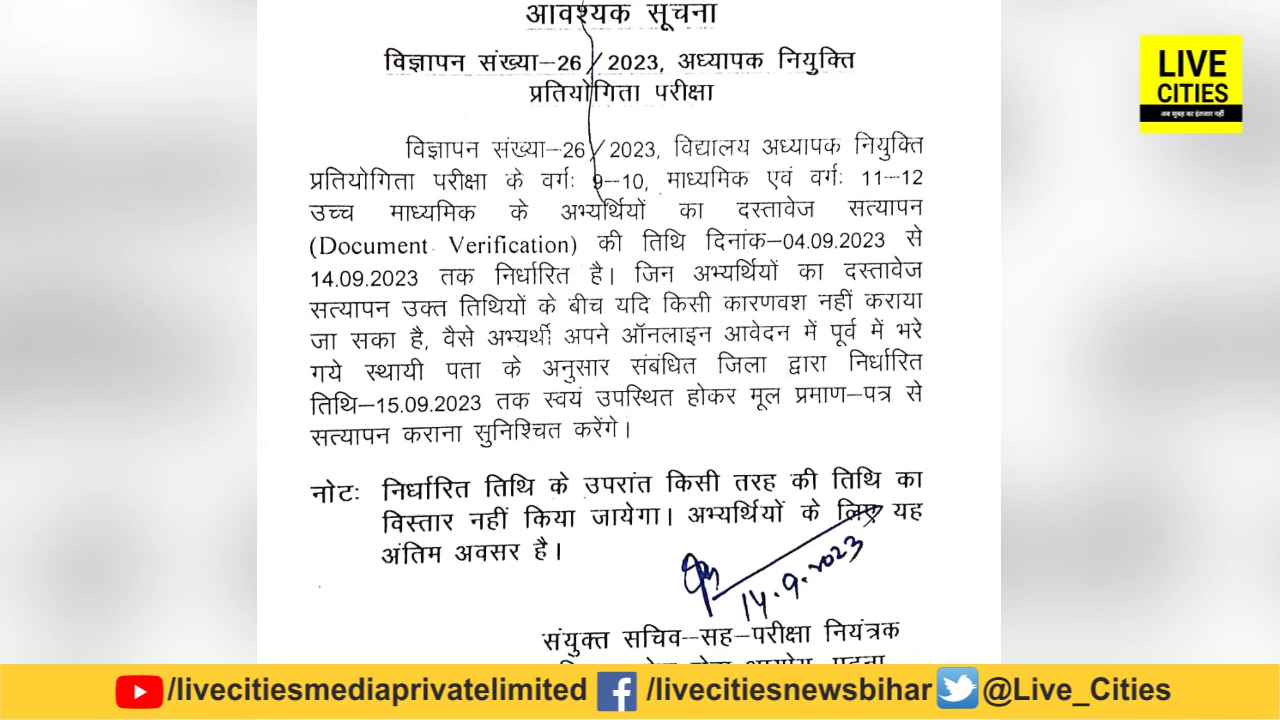 आवश्यक सूचना
विज्ञापन संख्या–26/2023, अध्यापक नियुक्ति
प्रतियोगिता परीक्षा
विज्ञापन संख्या–26/2023, विद्यालय अध्यापक नियुक्ति
प्रतियोगिता परीक्षा के वर्गः 9–10, माध्यमिक एवं वर्गः 11–12
उच्च माध्यमिक के अभ्यर्थियों का दस्तावेज सत्यापन
(Document Verification) की तिथि दिनांक–04.09.2023 से
14.09.2023 तक निर्धारित है। जिन अभ्यर्थियों का दस्तावेज
सत्यापन उक्त तिथियों के बीच यदि किसी कारणवश नहीं कराया
जा सका है, वैसे अभ्यर्थी अपने ऑनलाइन आवेदन में पूर्व में भरे
गये स्थायी पता के अनुसार संबंधित जिला द्वारा निर्धारित
तिथि–15.09.2023 तक स्वयं उपस्थित होकर मूल प्रमाण–पत्र से
सत्यापन कराना सुनिश्चित करेंगे।
नोटः निर्धारित तिथि के उपरांत किसी तरह की तिथि का
विस्तार नहीं किया जायेगा। अभ्यर्थियों के लिए यह
अंतिम अवसर है।
14.9.2023
संयुक्त सचिव–सह–परीक्षा नियंत्रक
LIVE
CITIES
अब सुबह का इंतजार नहीं
/livecitiesmediaprivatelimited /livecitiesnewsbihar @Live_Cities